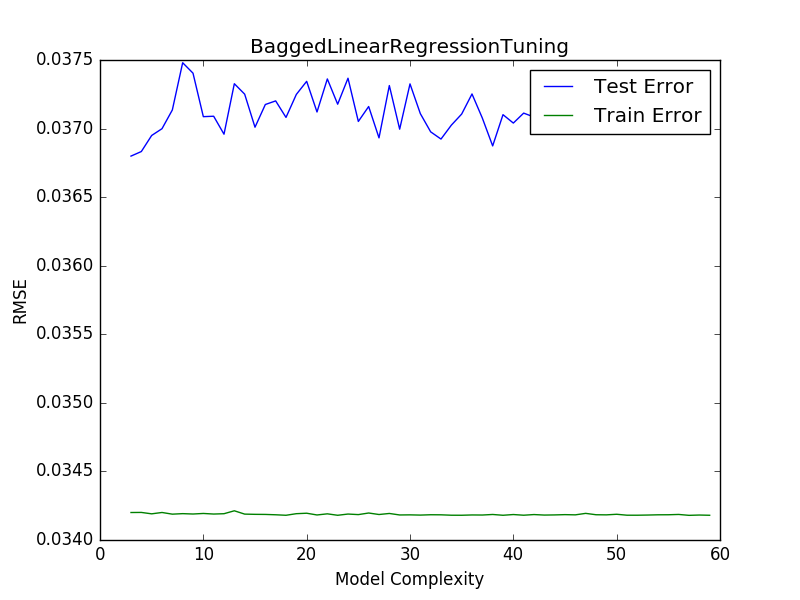 BaggedLinearRegressionTuning
0.0375
0.0370
0.0365
0.0360
0.0355
0.0350
0.0345
0.0340
RMSE
Test Error
Train Error
0 10 20 30 40 50 60
Model Complexity